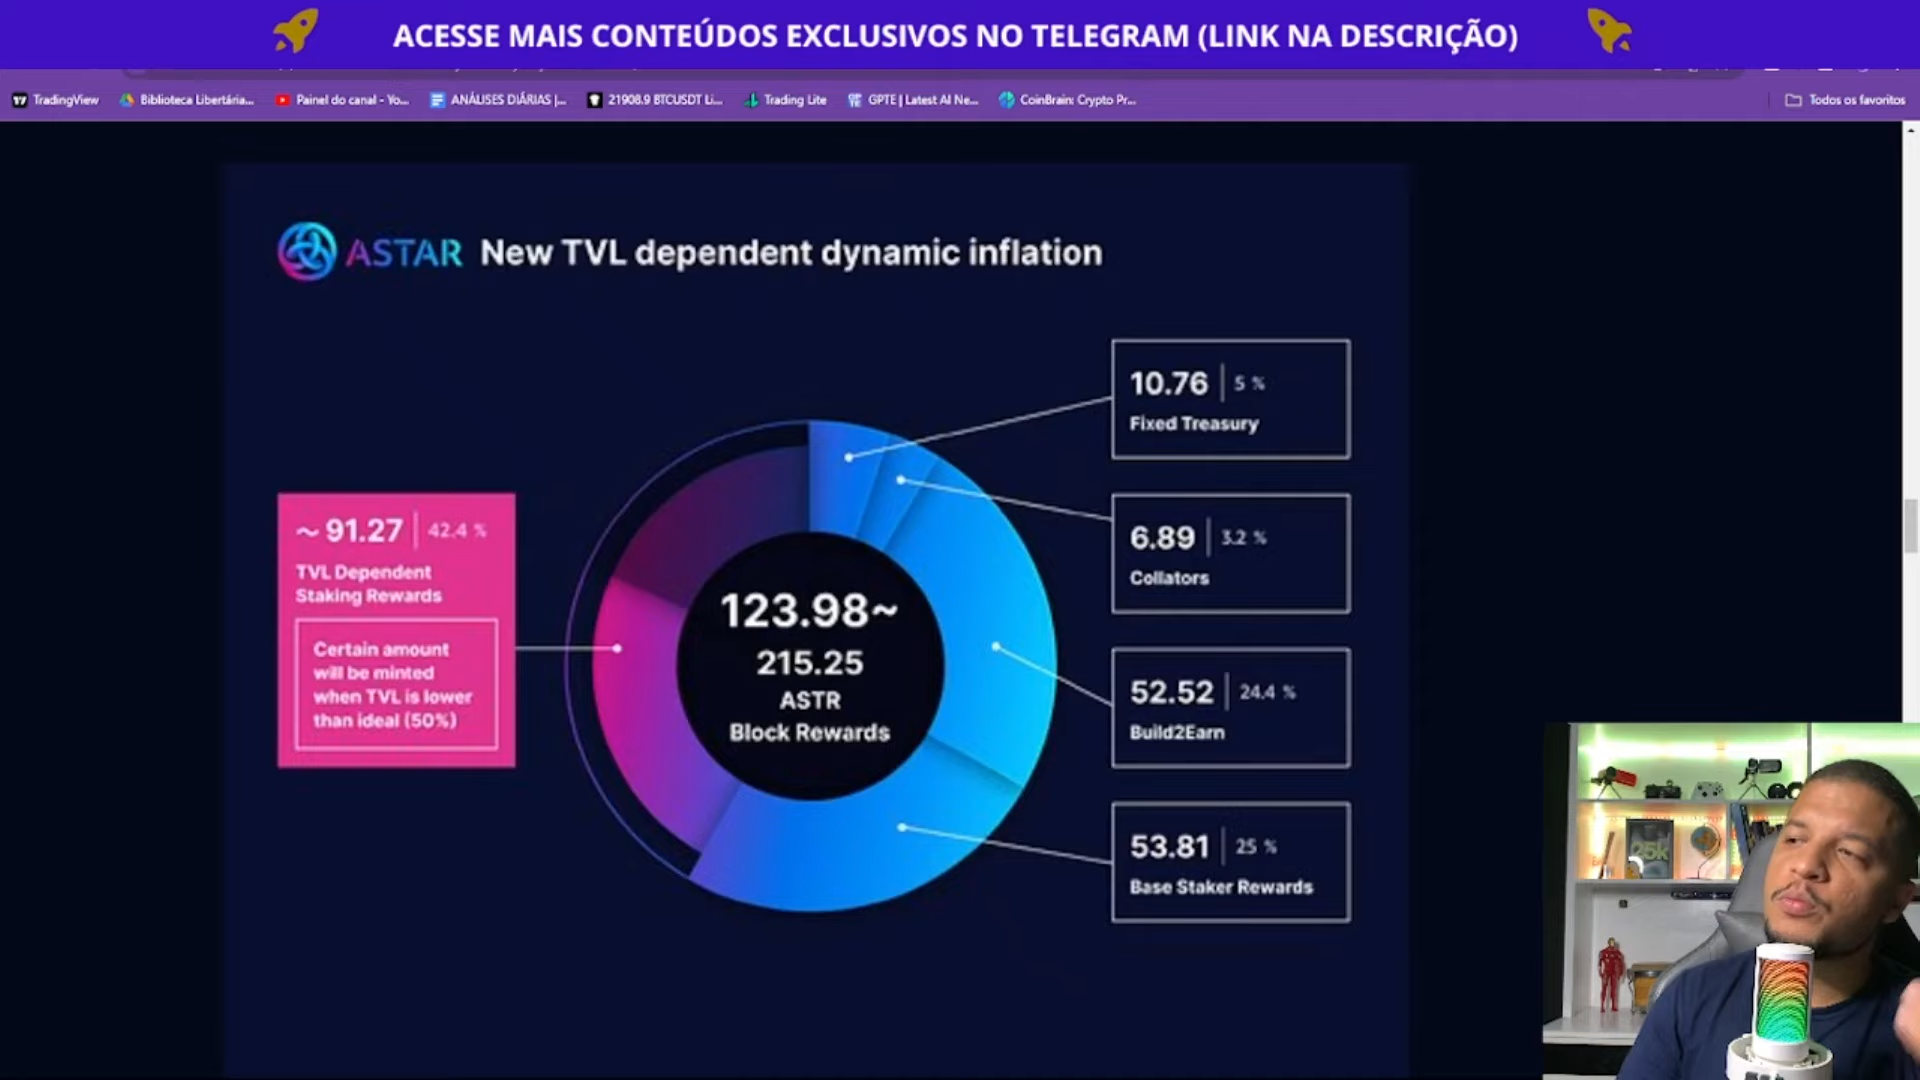 ACESSE MAIS CONTEÚDOS EXCLUSIVOS NO TELEGRAM (LINK NA DESCRIÇÃO)
TradingView
Biblioteca Libertária...
Painel do canal - Yo...
ANÁLISES DIÁRIAS |...
21908.9 BTCUSDT Li...
Trading Lite
GPTE | Latest AI Ne...
CoinBrain: Crypto Pr...
Todos os favoritos
ASTAR New TVL dependent dynamic inflation
10.76 | 5 %
Fixed Treasury
~ 91.27 | 42.4 %
TVL Dependent
Staking Rewards
Certain amount
will be minted
when TVL is lower
than ideal (50%)
6.89 | 3.2 %
Collators
123.98~
215.25
ASTR
Block Rewards
52.52 | 24.4 %
Build2Earn
53.81 | 25 %
Base Staker Rewards
25k